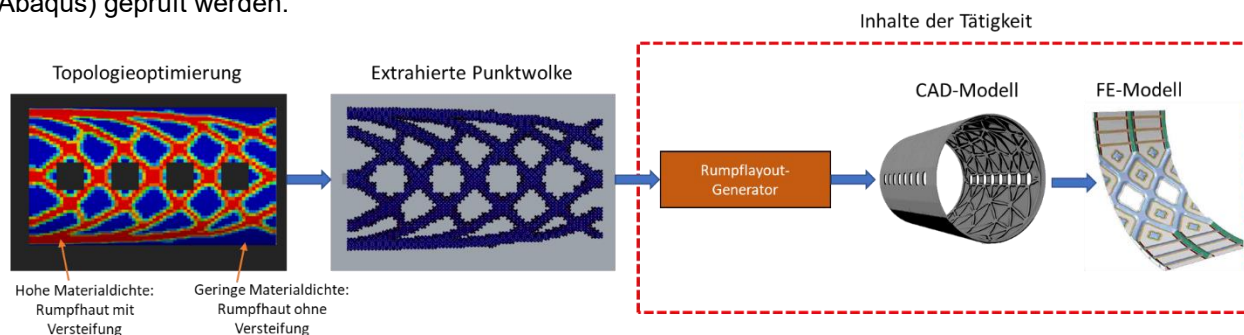 Abaqus) geprüft werden.
Inhalte der Tätigkeit
Topologieoptimierung
Extrahierte Punktwolke
CAD-Modell
FE-Modell
Rumpflayout-
Generator
Hohe Materialdichte:
Rumpfhaut mit
Versteifung
Geringe Materialdichte:
Rumpfhaut ohne
Versteifung